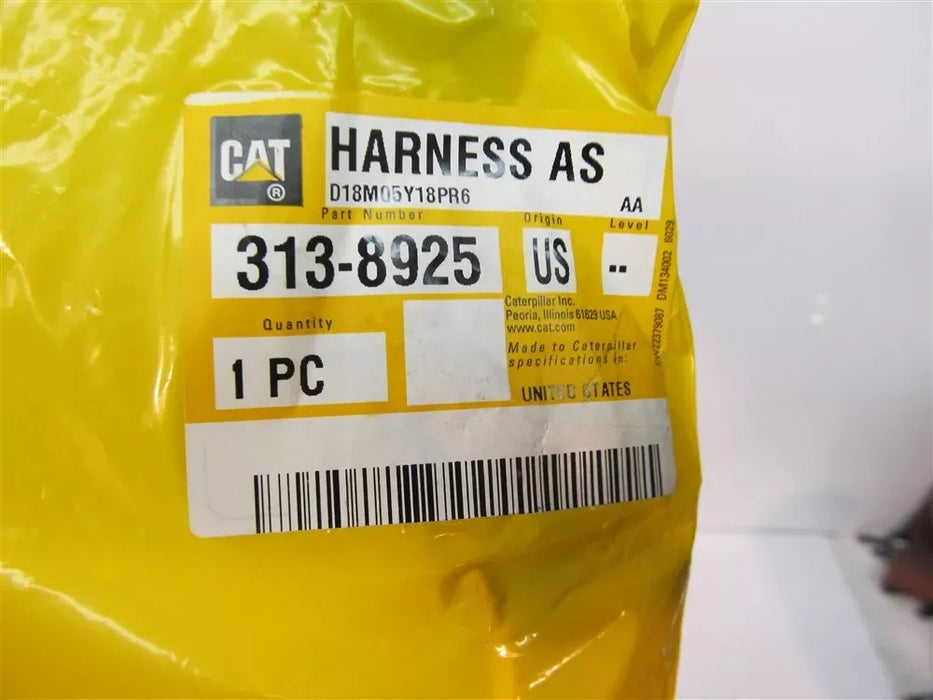 CAT
®
HARNESS AS
D18M05Y18PR6
AA
Part Number
Origin
Level
313-8925
US
--
Quantity
1 PC
Caterpillar Inc.
Peoria, Illinois 61629 USA
www.cat.com
Made to Caterpillar
specifications in:
UNITED STATES
DM134002 6029